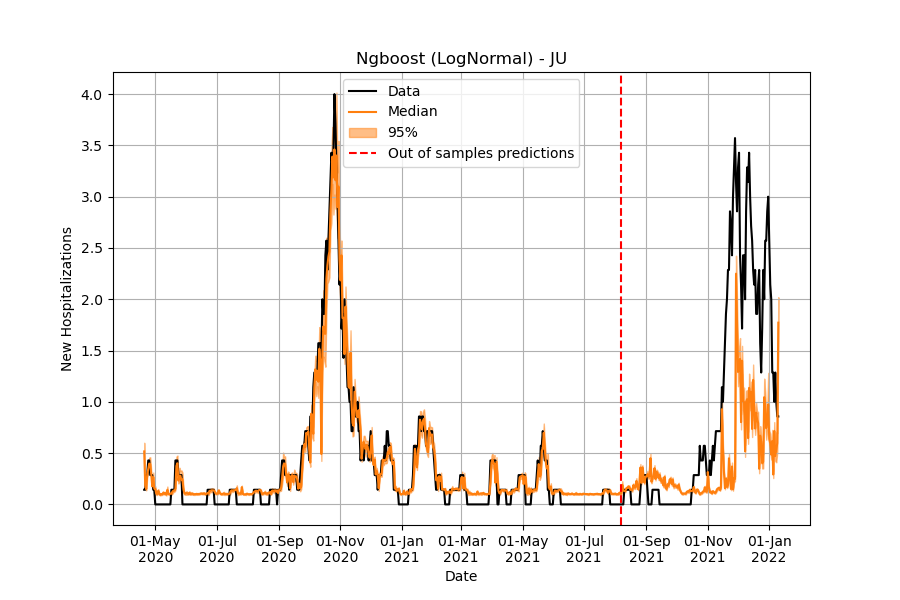 Ngboost (LogNormal) - JU
Data
Median
95%
Out of samples predictions
New Hospitalizations
4.0
3.5
3.0
2.5
2.0
1.5
1.0
0.5
0.0
01-May 01-Jul 01-Sep 01-Nov 01-Jan 01-Mar 01-May 01-Jul 01-Sep 01-Nov 01-Jan
2020 2020 2020 2020 2021 2021 2021 2021 2021 2021 2022
Date